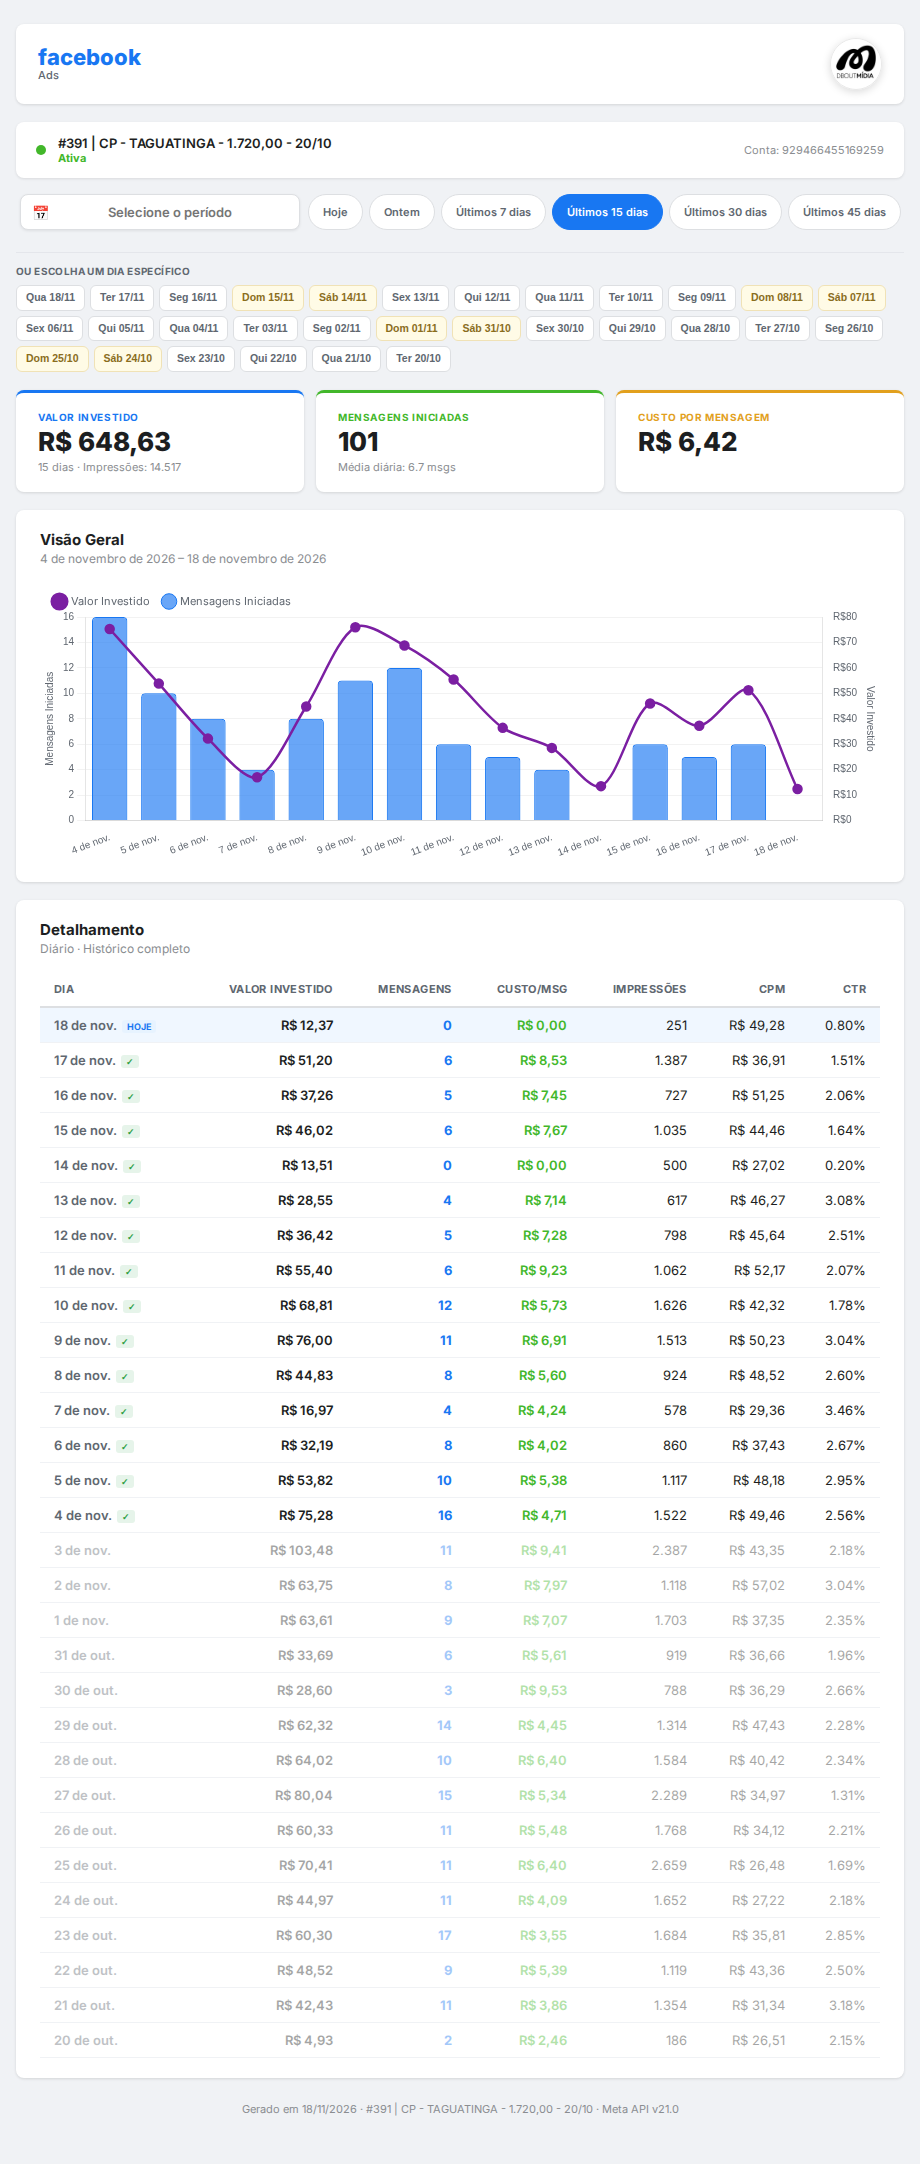 facebook
Ads
DBOUTMÍDIA
#391 | CP - TAGUATINGA - 1.720,00 - 20/10
Ativa
Conta: 929466455169259
Selecione o período
Hoje
Ontem
Últimos 7 dias
Últimos 15 dias
Últimos 30 dias
Últimos 45 dias
OU ESCOLHA UM DIA ESPECÍFICO
Qua 18/11 Ter 17/11 Seg 16/11 Dom 15/11 Sáb 14/11 Sex 13/11 Qui 12/11 Qua 11/11 Ter 10/11 Seg 09/11 Dom 08/11 Sáb 07/11
Sex 06/11 Qui 05/11 Qua 04/11 Ter 03/11 Seg 02/11 Dom 01/11 Sáb 31/10 Sex 30/10 Qui 29/10 Qua 28/10 Ter 27/10 Seg 26/10
Dom 25/10 Sáb 24/10 Sex 23/10 Qui 22/10 Qua 21/10 Ter 20/10
VALOR INVESTIDO
R$ 648,63
15 dias · Impressões: 14.517
MENSAGENS INICIADAS
101
Média diária: 6.7 msgs
CUSTO POR MENSAGEM
R$ 6,42
Visão Geral
4 de novembro de 2026 – 18 de novembro de 2026
Valor Investido Mensagens Iniciadas
16 R$80
14 R$70
12 R$60
10 R$50
8 R$40
6 R$30
4 R$20
2 R$10
0 R$0
Mensagens Iniciadas
Valor Investido
4 de nov. 5 de nov. 6 de nov. 7 de nov. 8 de nov. 9 de nov. 10 de nov. 11 de nov. 12 de nov. 13 de nov. 14 de nov. 15 de nov. 16 de nov. 17 de nov. 18 de nov.
Detalhamento
Diário · Histórico completo
DIA VALOR INVESTIDO MENSAGENS CUSTO/MSG IMPRESSÕES CPM CTR
18 de nov. HOJE R$ 12,37 0 R$ 0,00 251 R$ 49,28 0.80%
17 de nov. ✓ R$ 51,20 6 R$ 8,53 1.387 R$ 36,91 1.51%
16 de nov. ✓ R$ 37,26 5 R$ 7,45 727 R$ 51,25 2.06%
15 de nov. ✓ R$ 46,02 6 R$ 7,67 1.035 R$ 44,46 1.64%
14 de nov. ✓ R$ 13,51 0 R$ 0,00 500 R$ 27,02 0.20%
13 de nov. ✓ R$ 28,55 4 R$ 7,14 617 R$ 46,27 3.08%
12 de nov. ✓ R$ 36,42 5 R$ 7,28 798 R$ 45,64 2.51%
11 de nov. ✓ R$ 55,40 6 R$ 9,23 1.062 R$ 52,17 2.07%
10 de nov. ✓ R$ 68,81 12 R$ 5,73 1.626 R$ 42,32 1.78%
9 de nov. ✓ R$ 76,00 11 R$ 6,91 1.513 R$ 50,23 3.04%
8 de nov. ✓ R$ 44,83 8 R$ 5,60 924 R$ 48,52 2.60%
7 de nov. ✓ R$ 16,97 4 R$ 4,24 578 R$ 29,36 3.46%
6 de nov. ✓ R$ 32,19 8 R$ 4,02 860 R$ 37,43 2.67%
5 de nov. ✓ R$ 53,82 10 R$ 5,38 1.117 R$ 48,18 2.95%
4 de nov. ✓ R$ 75,28 16 R$ 4,71 1.522 R$ 49,46 2.56%
3 de nov. R$ 103,48 11 R$ 9,41 2.387 R$ 43,35 2.18%
2 de nov. R$ 63,75 8 R$ 7,97 1.118 R$ 57,02 3.04%
1 de nov. R$ 63,61 9 R$ 7,07 1.703 R$ 37,35 2.35%
31 de out. R$ 33,69 6 R$ 5,61 919 R$ 36,66 1.96%
30 de out. R$ 28,60 3 R$ 9,53 788 R$ 36,29 2.66%
29 de out. R$ 62,32 14 R$ 4,45 1.314 R$ 47,43 2.28%
28 de out. R$ 64,02 10 R$ 6,40 1.584 R$ 40,42 2.34%
27 de out. R$ 80,04 15 R$ 5,34 2.289 R$ 34,97 1.31%
26 de out. R$ 60,33 11 R$ 5,48 1.768 R$ 34,12 2.21%
25 de out. R$ 70,41 11 R$ 6,40 2.659 R$ 26,48 1.69%
24 de out. R$ 44,97 11 R$ 4,09 1.652 R$ 27,22 2.18%
23 de out. R$ 60,30 17 R$ 3,55 1.684 R$ 35,81 2.85%
22 de out. R$ 48,52 9 R$ 5,39 1.119 R$ 43,36 2.50%
21 de out. R$ 42,43 11 R$ 3,86 1.354 R$ 31,34 3.18%
20 de out. R$ 4,93 2 R$ 2,46 186 R$ 26,51 2.15%
Gerado em 18/11/2026 · #391 | CP - TAGUATINGA - 1.720,00 - 20/10 · Meta API v21.0